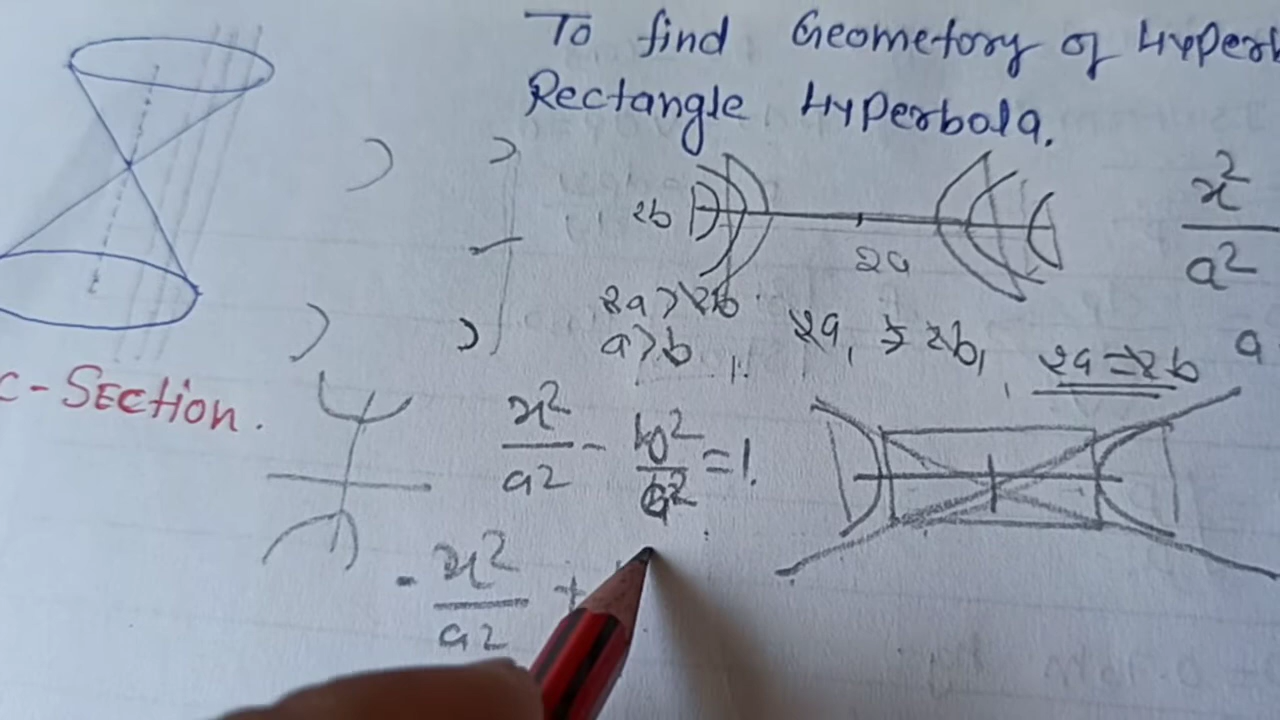 To find Geometory of Hyperb
Rectangle Hyperbola.
2b
2a
x²/a²
2a > 2b
a > b,
2a, > 2b,
2a = 2b
a
C-SECtion.
x²/a² - y²/a² = 1.
- x²/a² +